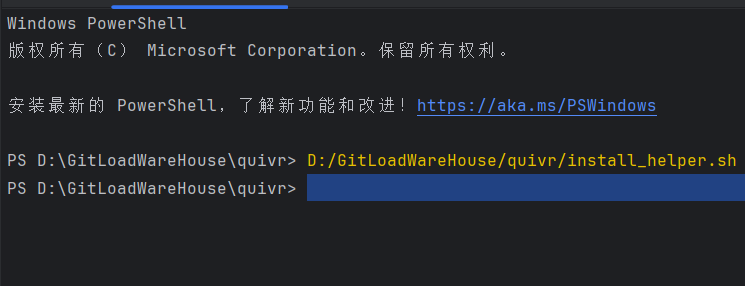 Windows PowerShell
版权所有（C） Microsoft Corporation。保留所有权利。
安装最新的 PowerShell，了解新功能和改进！https://aka.ms/PSWindows
PS D:\GitLoadWareHouse\quivr> D:/GitLoadWareHouse/quivr/install_helper.sh
PS D:\GitLoadWareHouse\quivr>